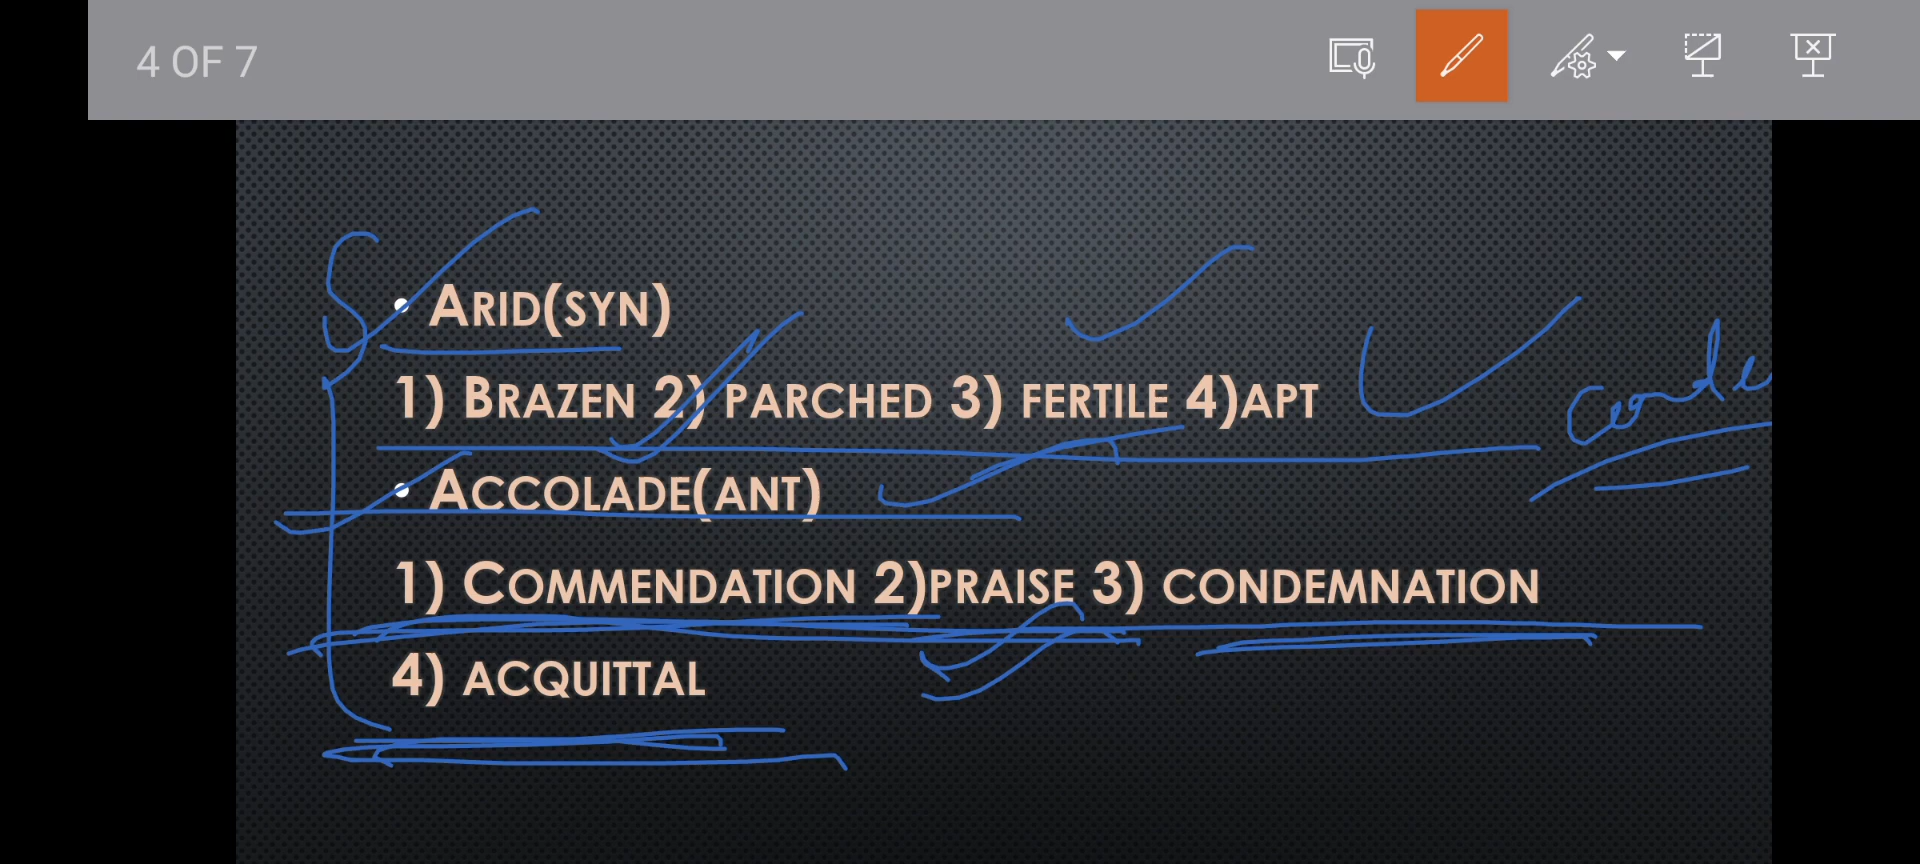 4 OF 7
• ARID(SYN)
1) BRAZEN 2) PARCHED 3) FERTILE 4)APT
• ACCOLADE(ANT)
1) COMMENDATION 2)PRAISE 3) CONDEMNATION
4) ACQUITTAL